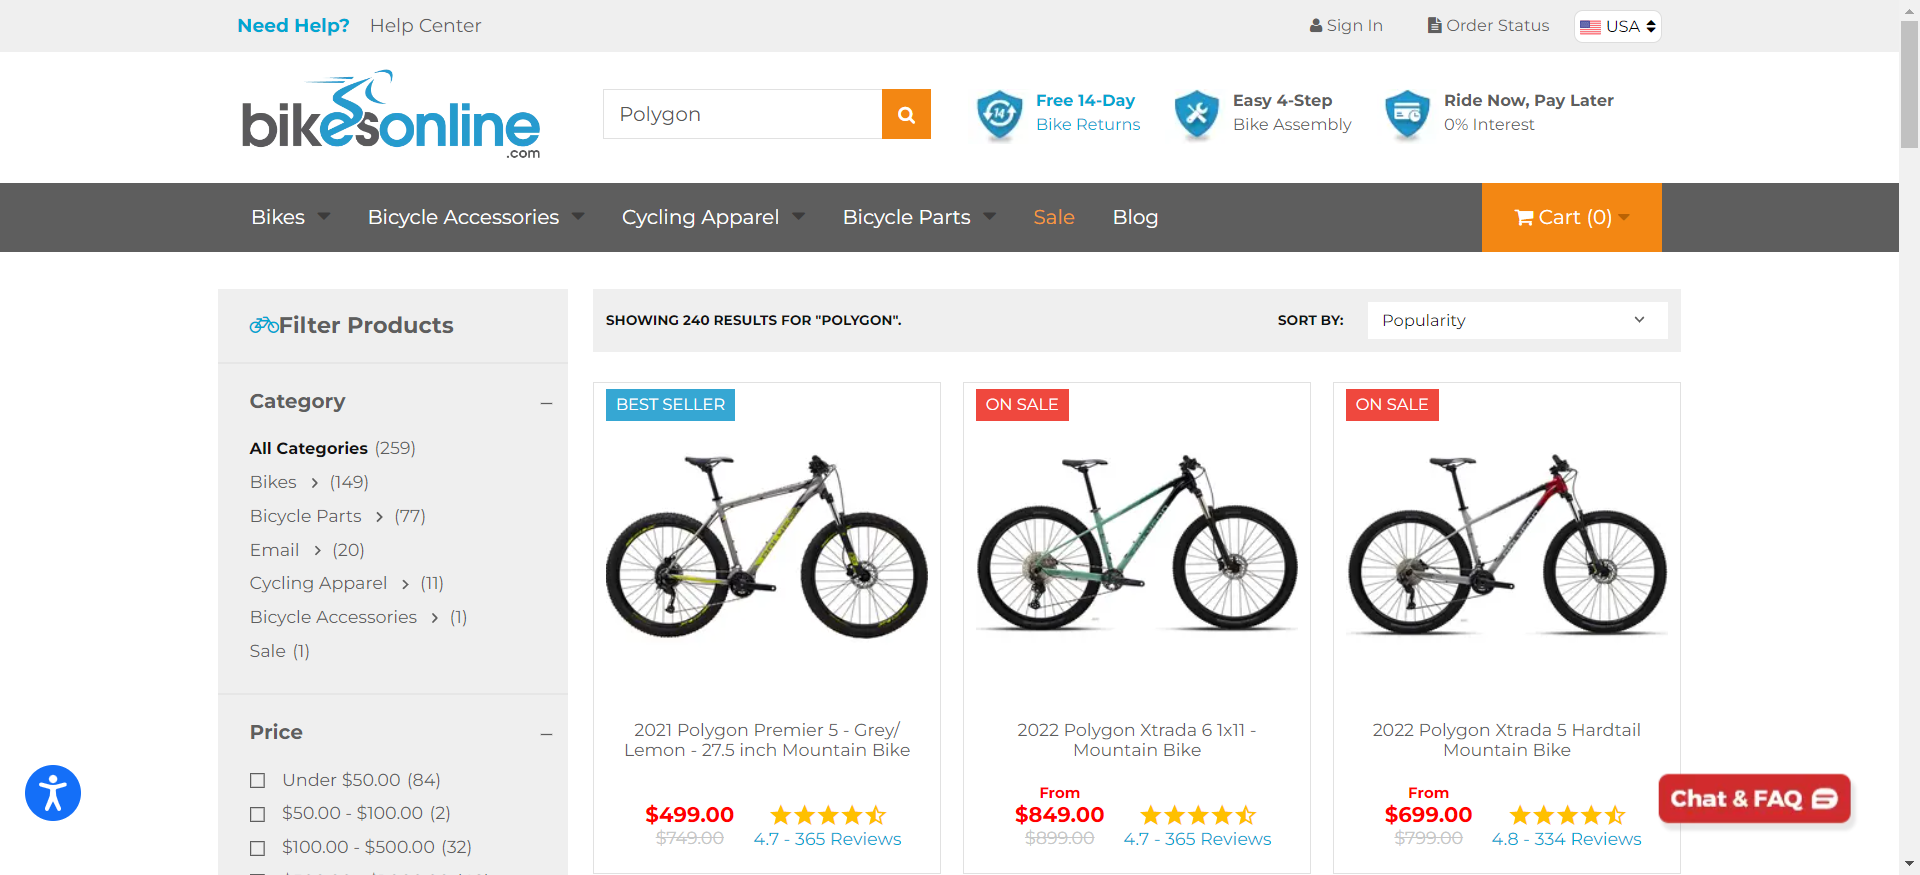 Need Help? Help Center
Sign In Order Status USA
bikesonline
.com
Polygon
14
Free 14-Day
Bike Returns
Easy 4-Step
Bike Assembly
Ride Now, Pay Later
0% Interest
Bikes Bicycle Accessories Cycling Apparel Bicycle Parts Sale Blog
Cart (0)
Filter Products
Category
All Categories (259)
Bikes (149)
Bicycle Parts (77)
Email (20)
Cycling Apparel (11)
Bicycle Accessories (1)
Sale (1)
Price
Under $50.00 (84)
$50.00 - $100.00 (2)
$100.00 - $500.00 (32)
SHOWING 240 RESULTS FOR "POLYGON".
SORT BY: Popularity
BEST SELLER
2021 Polygon Premier 5 - Grey/
Lemon - 27.5 inch Mountain Bike
$499.00
$749.00
4.7 - 365 Reviews
ON SALE
2022 Polygon Xtrada 6 1x11 -
Mountain Bike
From
$849.00
$899.00
4.7 - 365 Reviews
ON SALE
2022 Polygon Xtrada 5 Hardtail
Mountain Bike
From
$699.00
$799.00
4.8 - 334 Reviews
Chat & FAQ